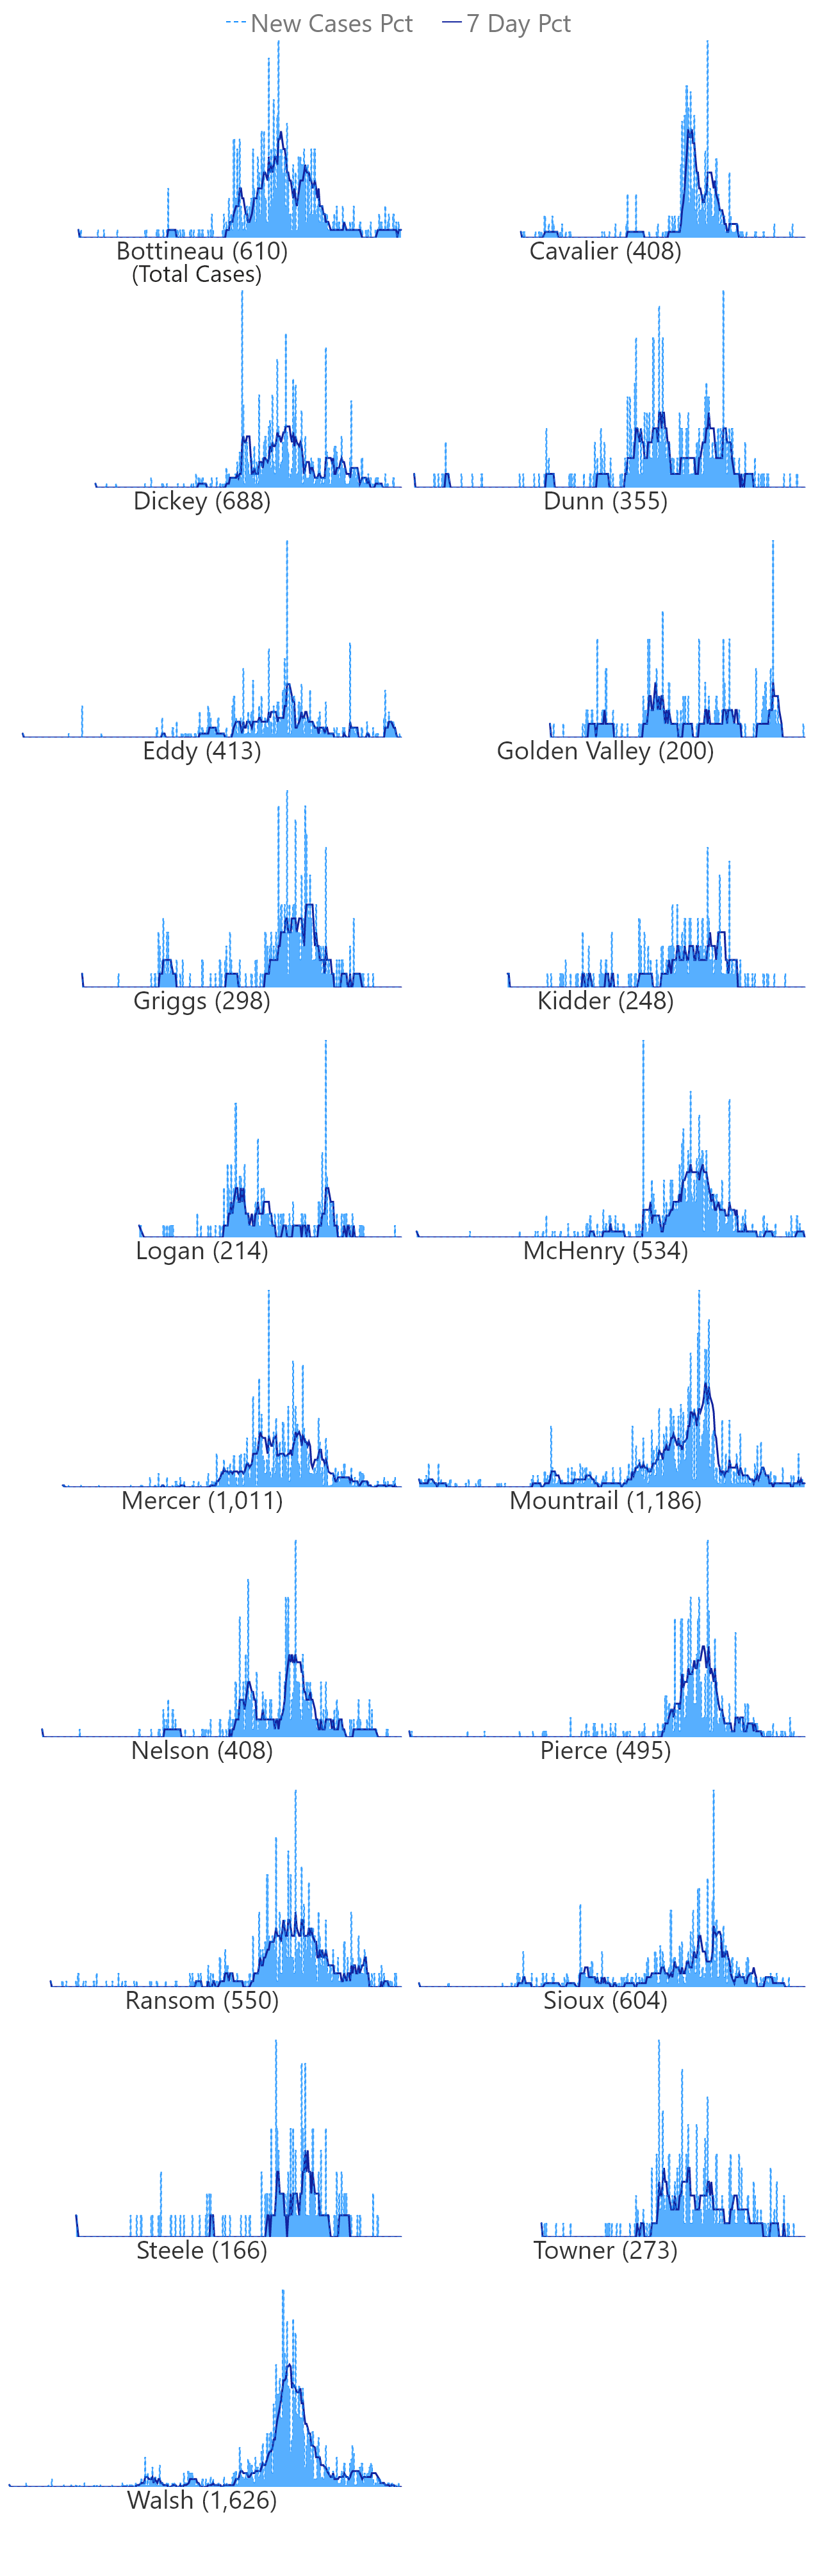 New Cases Pct 7 Day Pct
Bottineau (610) Cavalier (408)
(Total Cases)
Dickey (688) Dunn (355)
Eddy (413) Golden Valley (200)
Griggs (298) Kidder (248)
Logan (214) McHenry (534)
Mercer (1,011) Mountrail (1,186)
Nelson (408) Pierce (495)
Ransom (550) Sioux (604)
Steele (166) Towner (273)
Walsh (1,626)